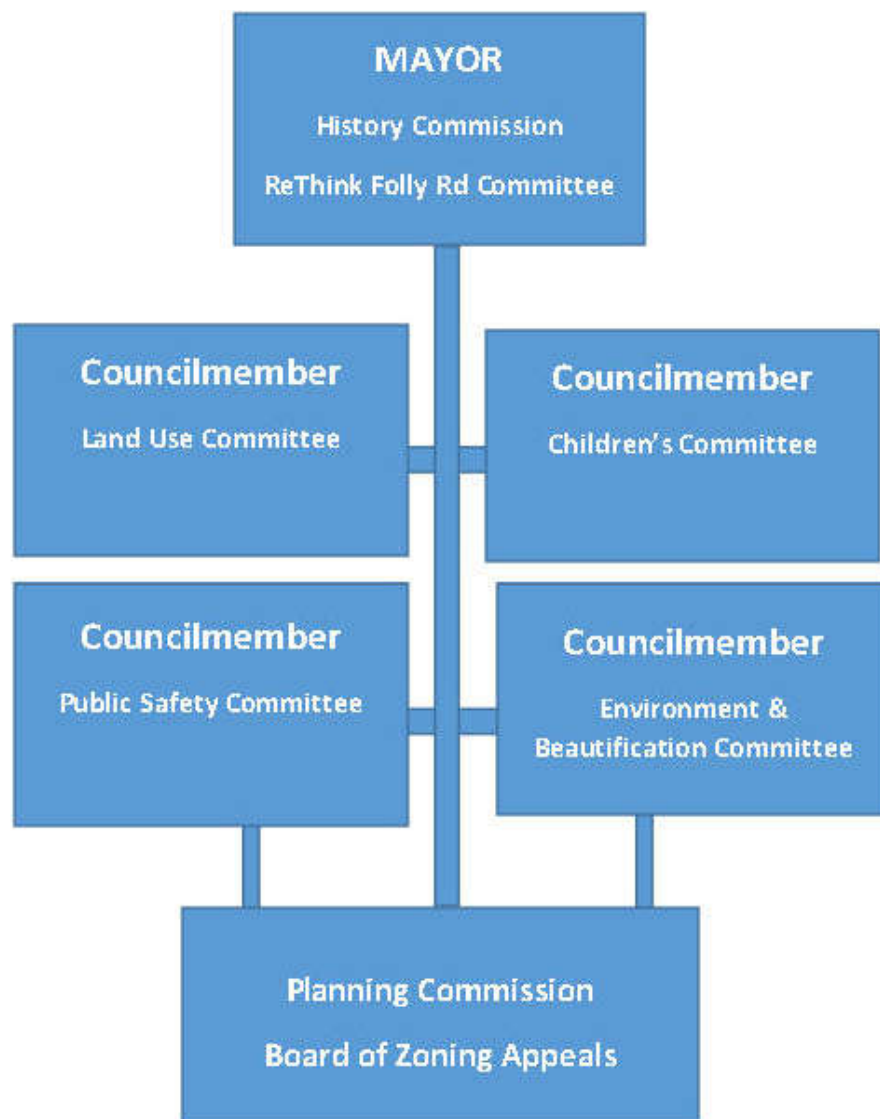 MAYOR
History Commission
ReThink Folly Rd Committee
Councilmember
Land Use Committee
Councilmember
Children’s Committee
Councilmember
Public Safety Committee
Councilmember
Environment &
Beautification Committee
Planning Commission
Board of Zoning Appeals